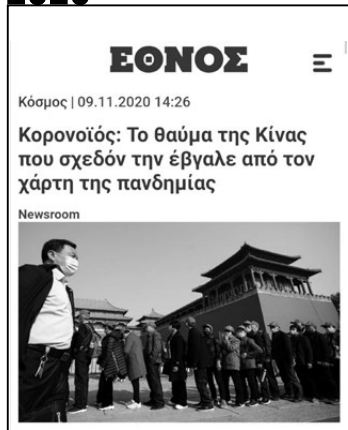 ΕΘΝΟΣ
Κόσμος | 09.11.2020 14:26
Κορονοϊός: Το θαύμα της Κίνας
που σχεδόν την έβγαλε από τον
χάρτη της πανδημίας
Newsroom